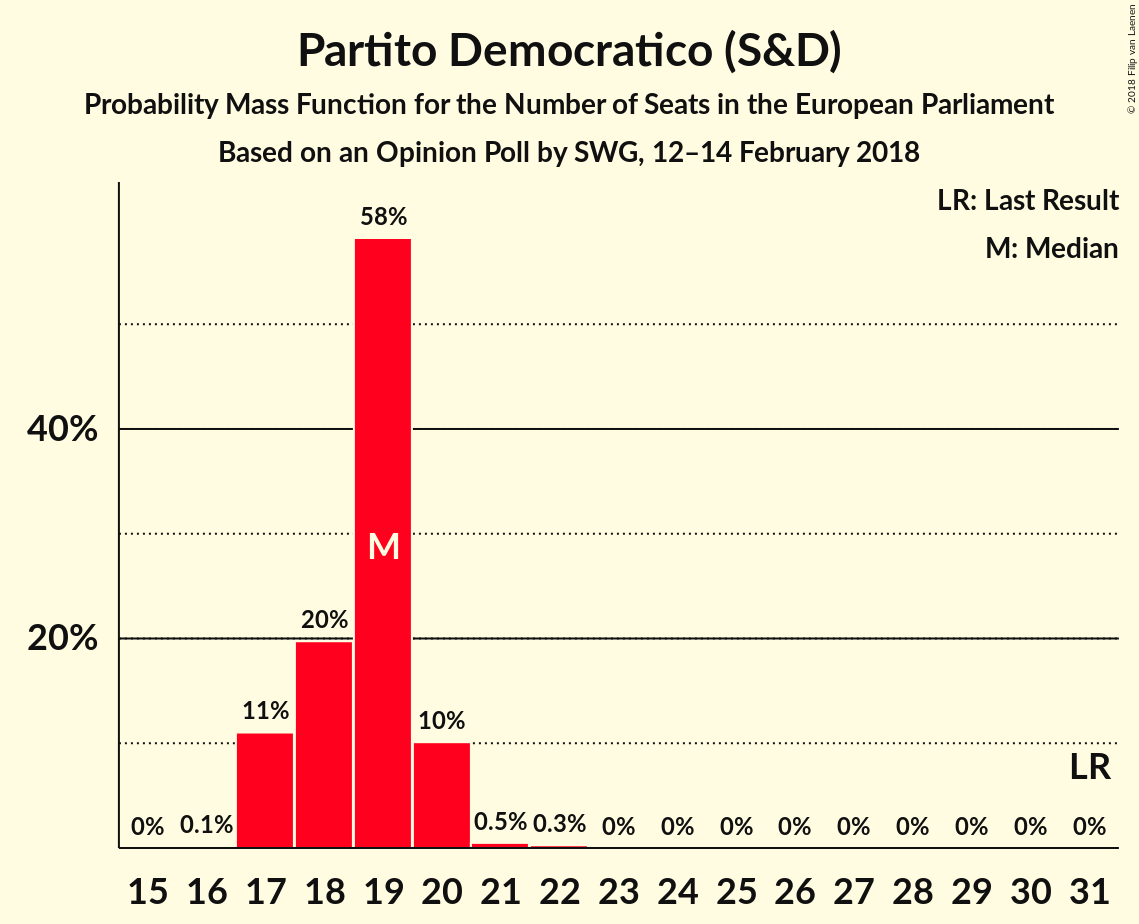 Partito Democratico (S&D)
Probability Mass Function for the Number of Seats in the European Parliament
Based on an Opinion Poll by SWG, 12–14 February 2018
© 2018 Filip van Laenen
LR: Last Result
M: Median
58%
40%
M
20%
20%
11%
10%
LR
0% 0.1% 0.5% 0.3% 0% 0% 0% 0% 0% 0% 0% 0% 0%
15 16 17 18 19 20 21 22 23 24 25 26 27 28 29 30 31